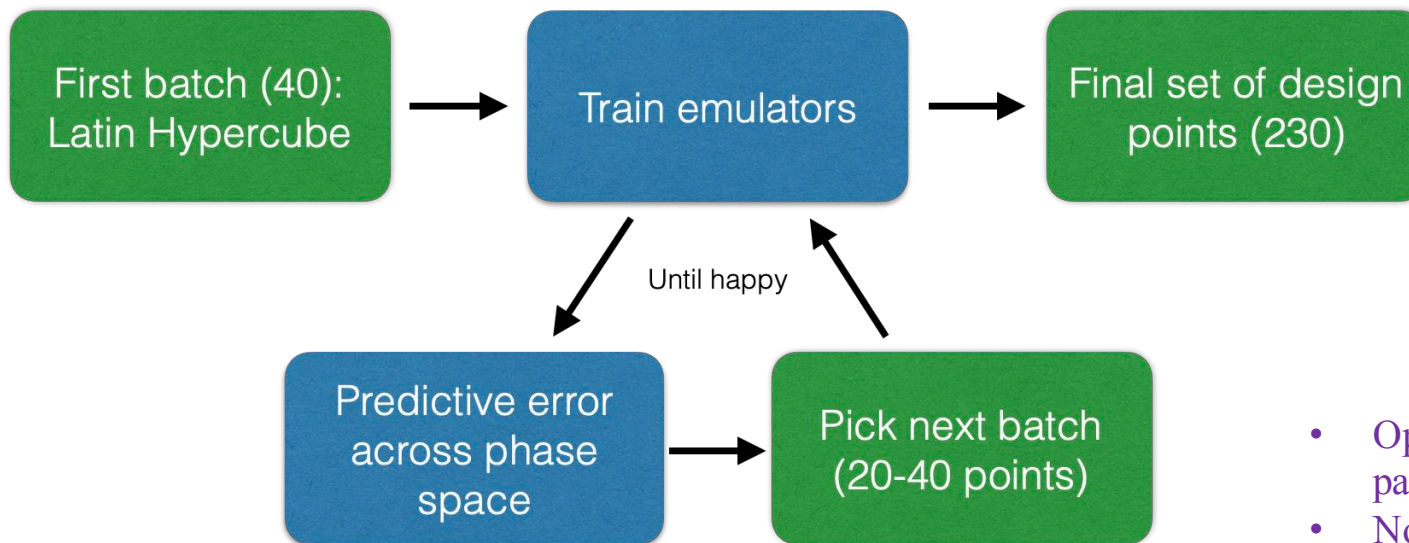 First batch (40):
Latin Hypercube
Train emulators
Final set of design
points (230)
Until happy
Predictive error
across phase
space
Pick next batch
(20-40 points)
•
•